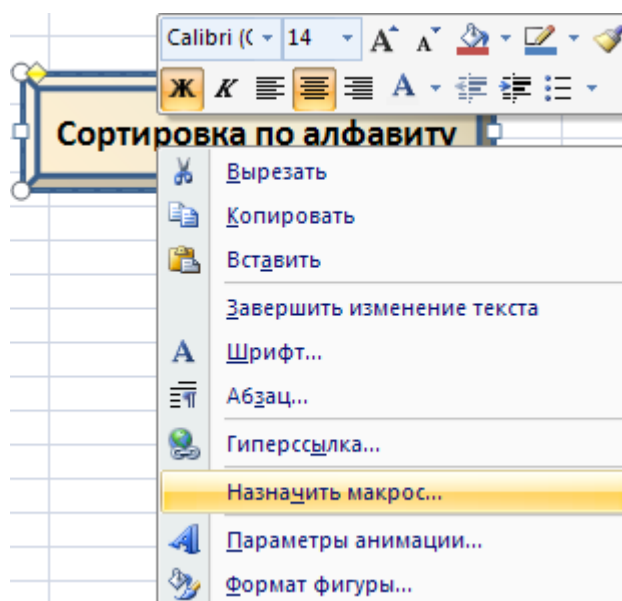 Calibri (С 14
Ж К
Сортировка по алфавиту
Вырезать
Копировать
Вставить
Завершить изменение текста
Шрифт...
Абзац...
Гиперссылка...
Назначить макрос...
Параметры анимации...
Формат фигуры...